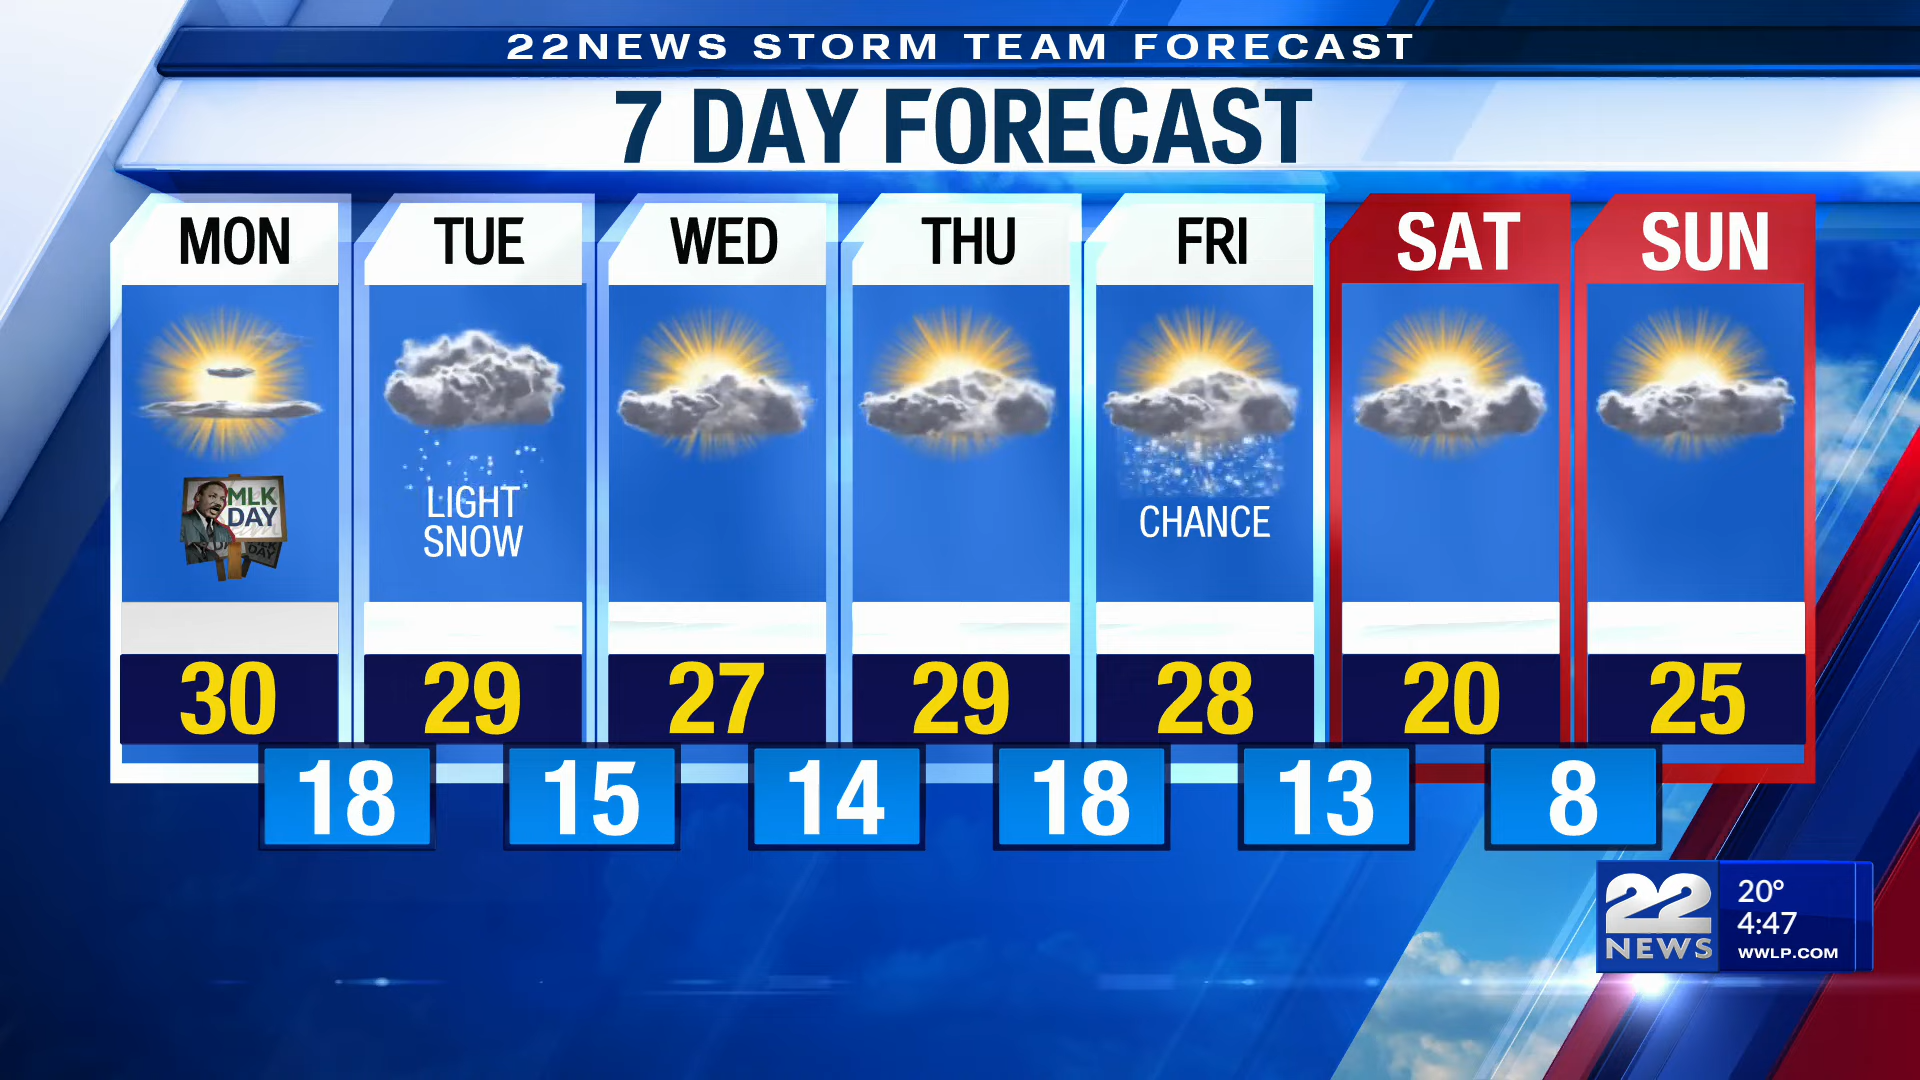 22NEWS STORM TEAM FORECAST
7 DAY FORECAST
MON TUE WED THU FRI SAT SUN
MLK
DAY
DAY
LIGHT
SNOW
CHANCE
30 29 27 29 28 20 25
18 15 14 18 13 8
22
NEWS
20°
4:47
WWLP.COM